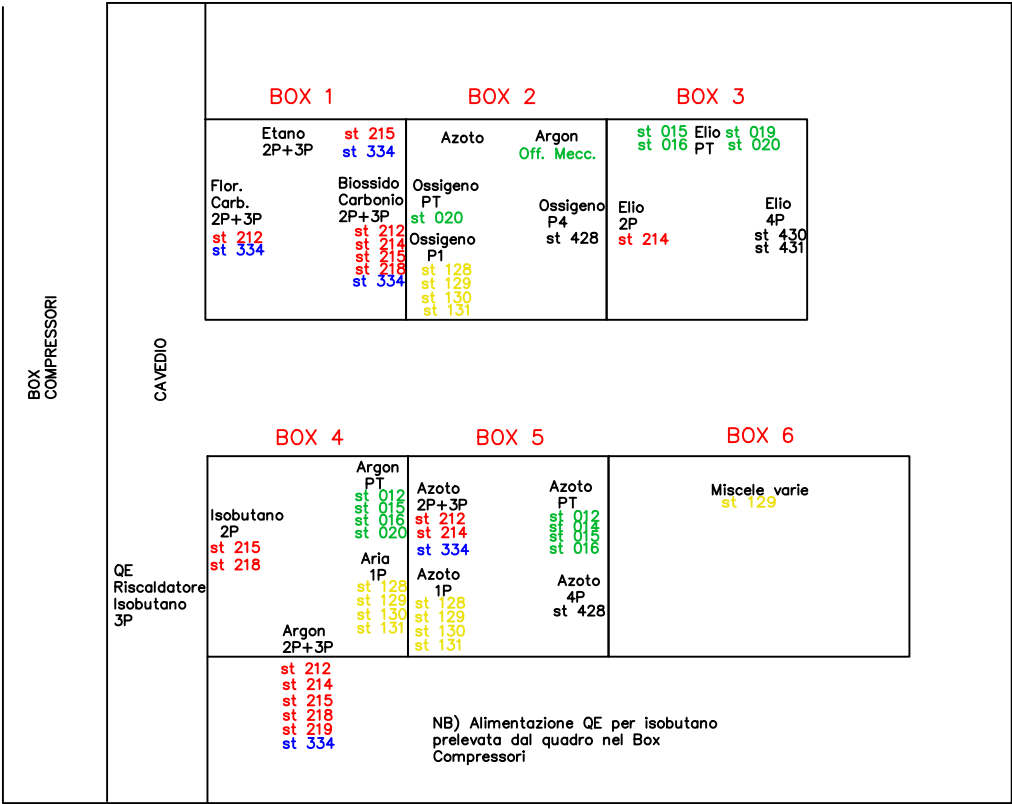 BOX 1
BOX 2
BOX 3
Etano
2P+3P
st 215
st 334
Flor.
Carb.
2P+3P
st 212
st 334
Biossido
Carbonio
2P+3P
st 212
st 214
st 215
st 218
st 334
Azoto
Argon
Off. Mecc.
Ossigeno
PT
st 020
Ossigeno
P1
st 128
st 129
st 130
st 131
Ossigeno
P4
st 428
st 015 Elio st 019
st 016 PT st 020
Elio
2P
st 214
Elio
4P
st 430
st 431
BOX
COMPRESSORI
CAVEDIO
BOX 4
BOX 5
BOX 6
Argon
PT
st 012
st 015
st 016
st 020
Isobutano
2P
st 215
st 218
Aria
1P
st 128
st 129
st 130
st 131
QE
Riscaldatore
Isobutano
3P
Argon
2P+3P
st 212
st 214
st 215
st 218
st 219
st 334
Azoto
2P+3P
st 212
st 214
st 334
Azoto
1P
st 128
st 129
st 130
st 131
Azoto
PT
st 012
st 014
st 015
st 016
Azoto
4P
st 428
Miscele varie
st 129
NB) Alimentazione QE per isobutano
prelevata dal quadro nel Box
Compressori